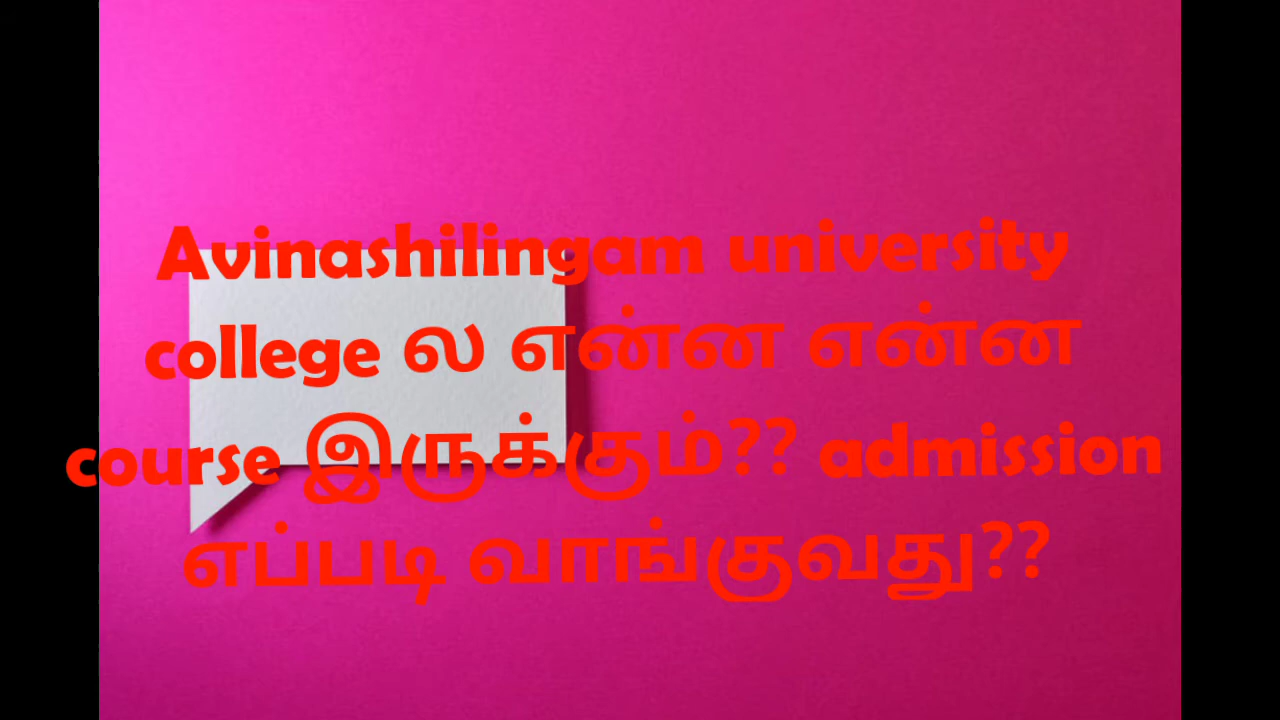 Avinashilingam university
college ல என்ன என்ன
course இருக்கும்?? admission
எப்படி வாங்குவது??